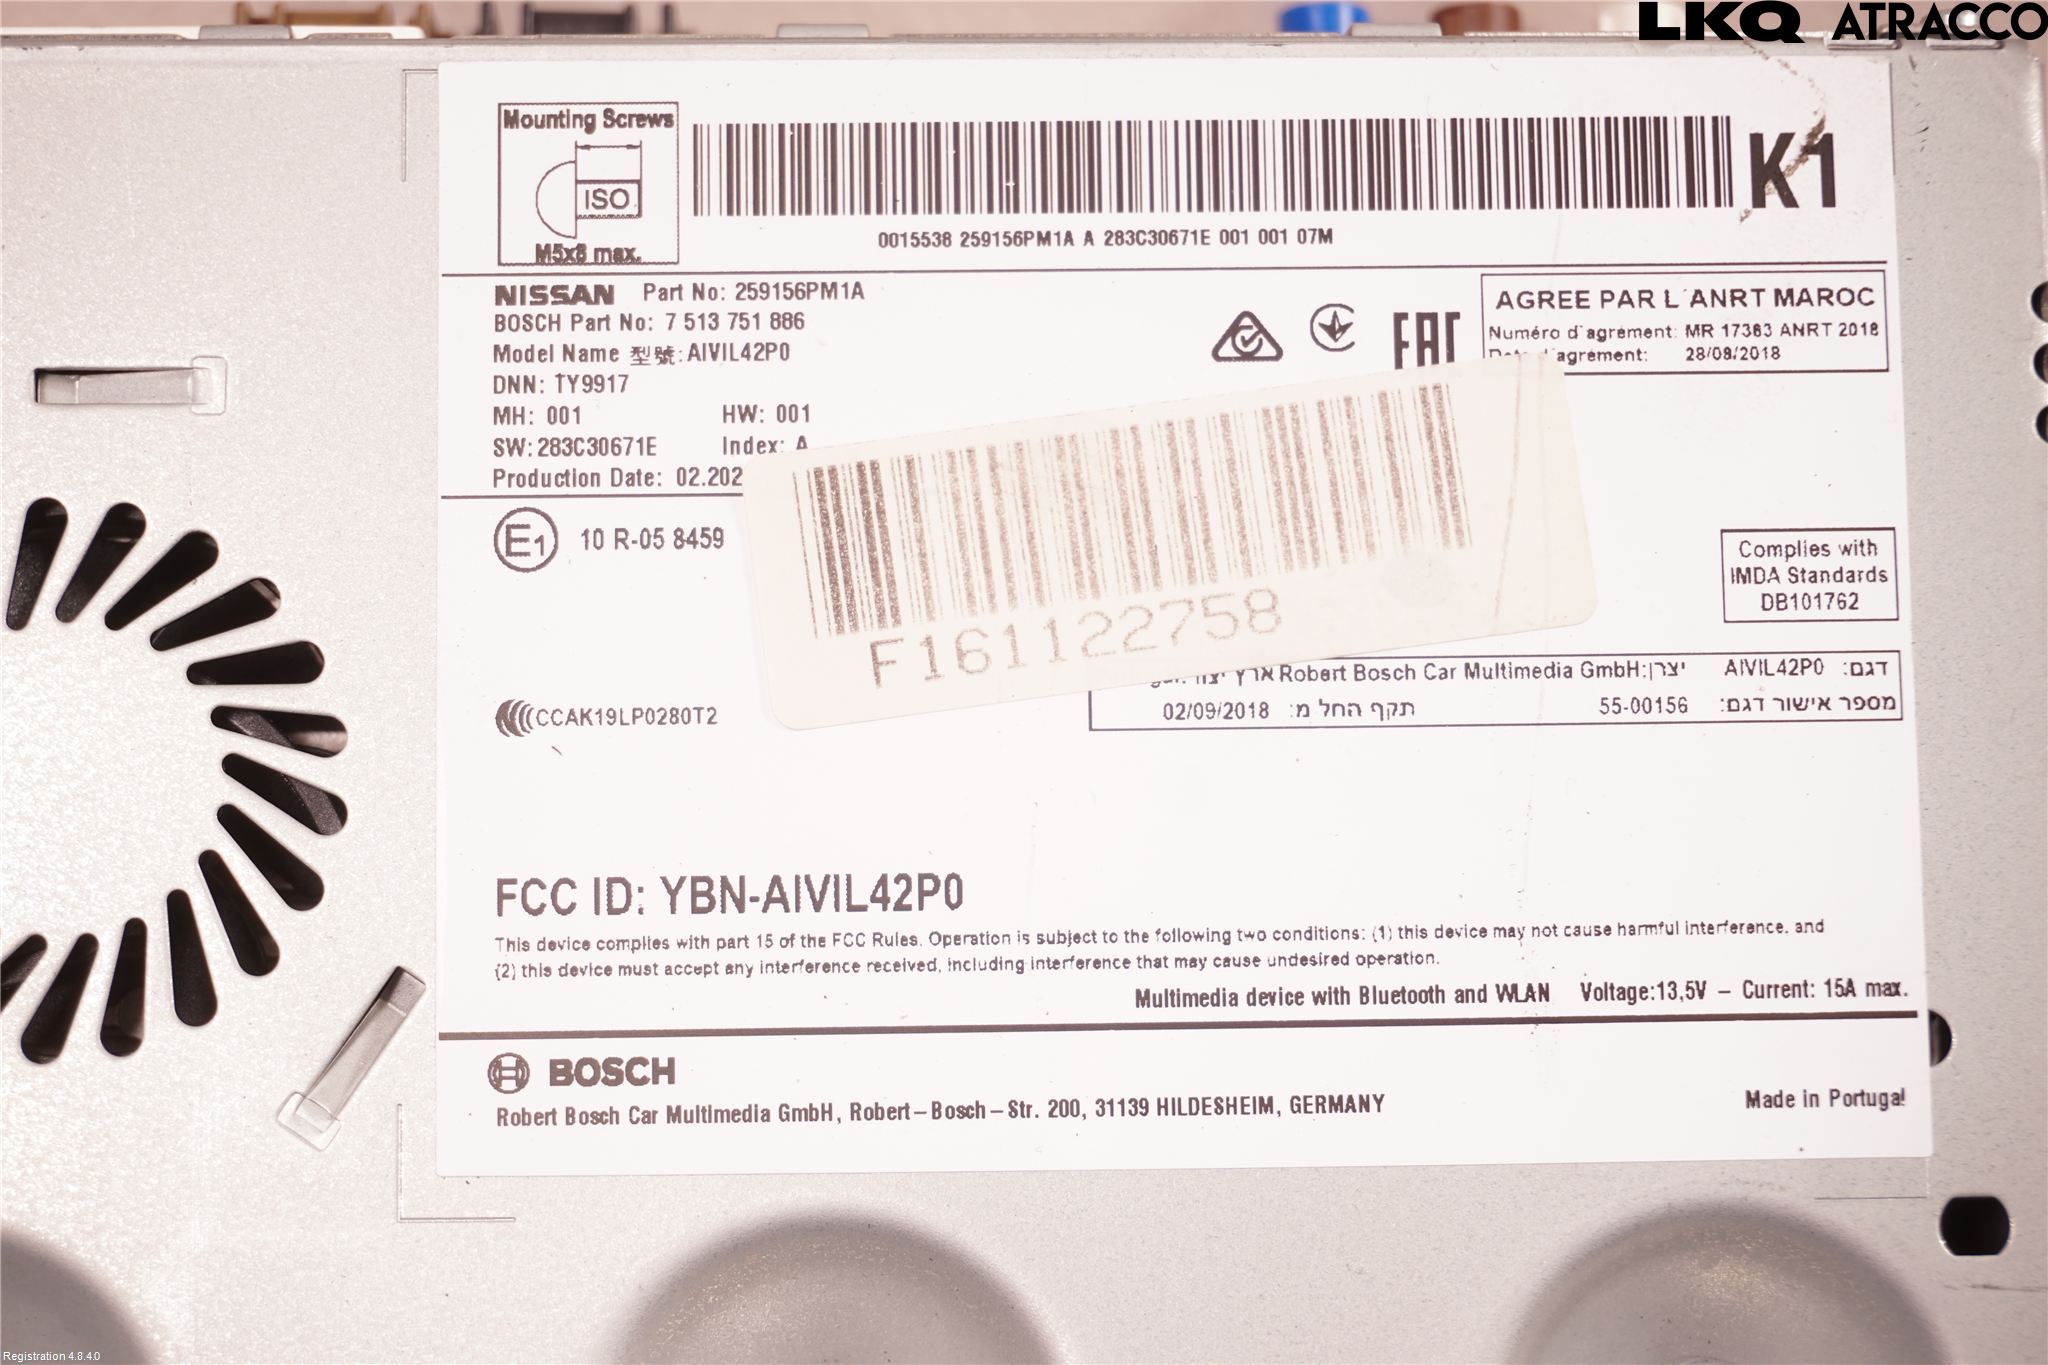 LKQ ATRACCO
Mounting Screws
ISO
M5x8 max.
K1
0015538 259156PM1A A 283C30671E 001 001 07M
NISSAN Part No: 259156PM1A
BOSCH Part No: 7 513 751 886
Model Name 型號:AIVIL42P0
DNN: TY9917
MH: 001 HW: 001
SW: 283C30671E Index: A
Production Date: 02.202
EAC
AGREE PAR L´ANRT MAROC
Numéro d`agrément: MR 17363 ANRT 2018
Date d`agrément: 28/08/2018
E1 10 R-05 8459
F161122758
Complies with
IMDA Standards
DB101762
CCAK19LP0280T2
דגם: AIVIL42P0 יצרן:Robert Bosch Car Multimedia GmbH ארץ
מספר אישור דגם: 55-00156 תקף החל מ: 02/09/2018
FCC ID: YBN-AIVIL42P0
This device complies with part 15 of the FCC Rules. Operation is subject to the following two conditions: (1) this device may not cause harmful interference. and
(2) this device must accept any interference received, including interference that may cause undesired operation.
Multimedia device with Bluetooth and WLAN Voltage:13,5V – Current: 15A max.
BOSCH
Robert Bosch Car Multimedia GmbH, Robert–Bosch–Str. 200, 31139 HILDESHEIM, GERMANY
Made in Portugal
Registration 4.8.4.0